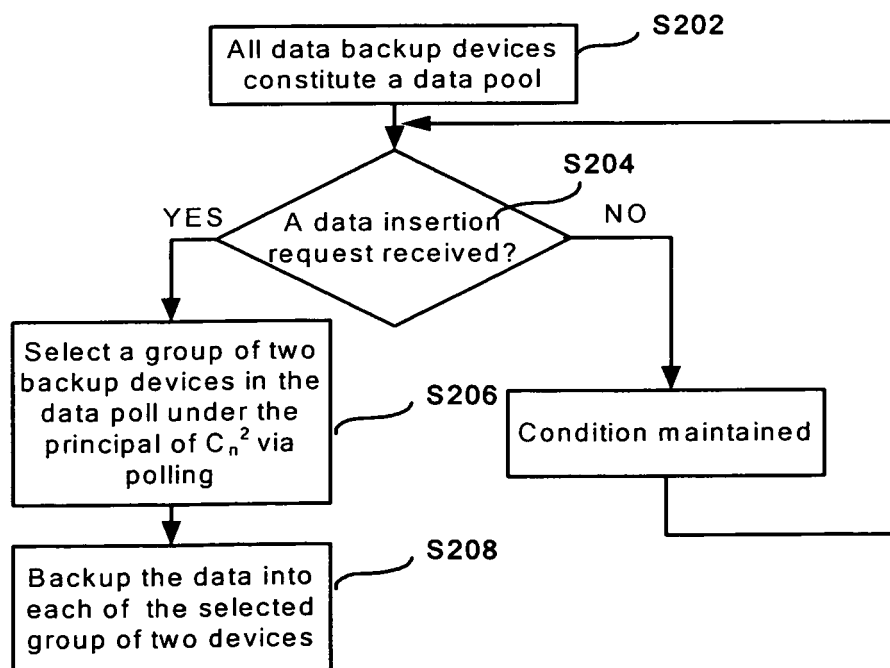 All data backup devices
constitute a data pool
S202
S204
YES
A data insertion
request received?
NO
Select a group of two
backup devices in the
data poll under the
principal of Cₙ² via
polling
S206
Condition maintained
S208
Backup the data into
each of the selected
group of two devices